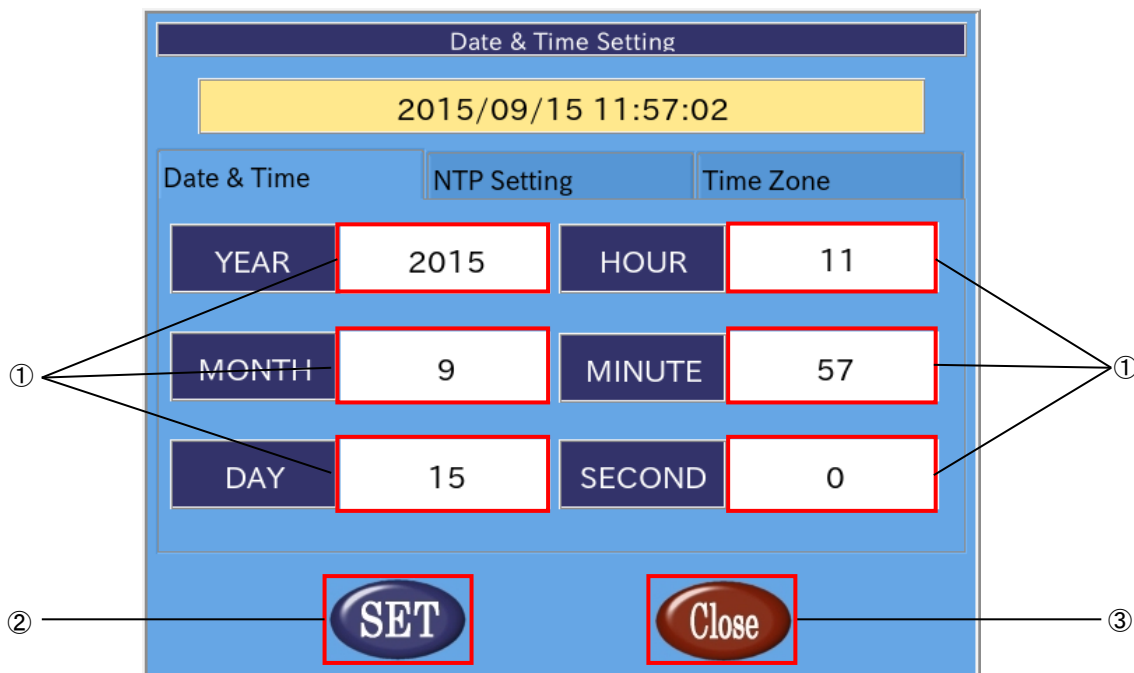 Date & Time Setting
2015/09/15 11:57:02
Date & Time NTP Setting Time Zone
YEAR 2015 HOUR 11
① MONTH 9 MINUTE 57 ①
DAY 15 SECOND 0
② SET Close ③